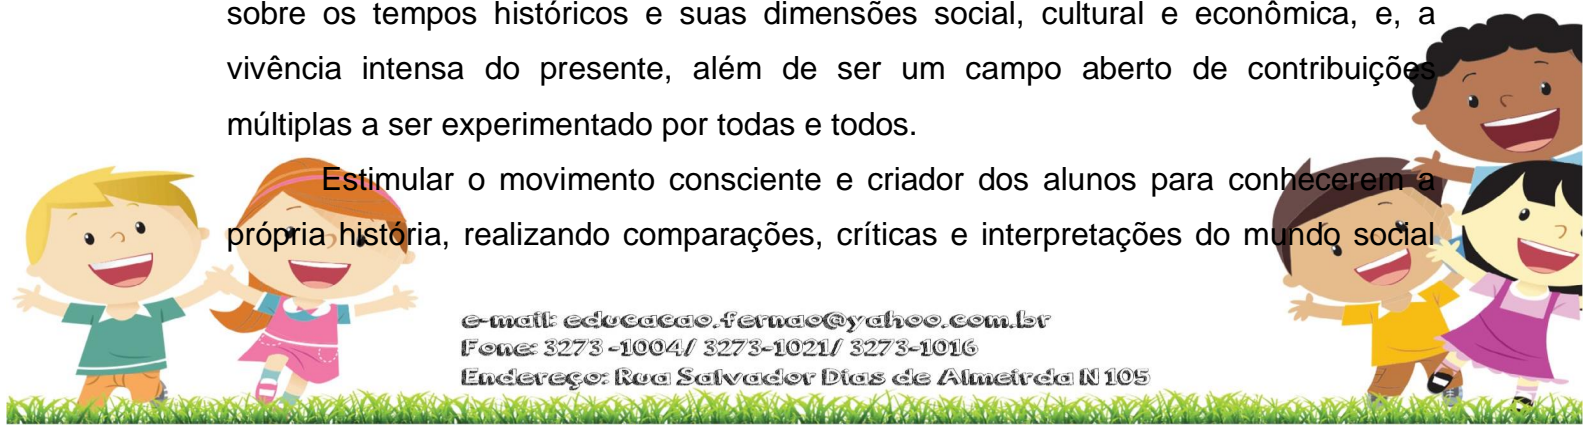 sobre os tempos históricos e suas dimensões social, cultural e econômica, e, a
vivência intensa do presente, além de ser um campo aberto de contribuições
múltiplas a ser experimentado por todas e todos.
Estimular o movimento consciente e criador dos alunos para conhecerem a
própria história, realizando comparações, críticas e interpretações do mundo social
e-mail: educacao.fernao@yahoo.com.br
Fone: 3273 -1004/ 3273-1021/ 3273-1016
Endereço: Rua Salvador Dias de Almeirda N 105